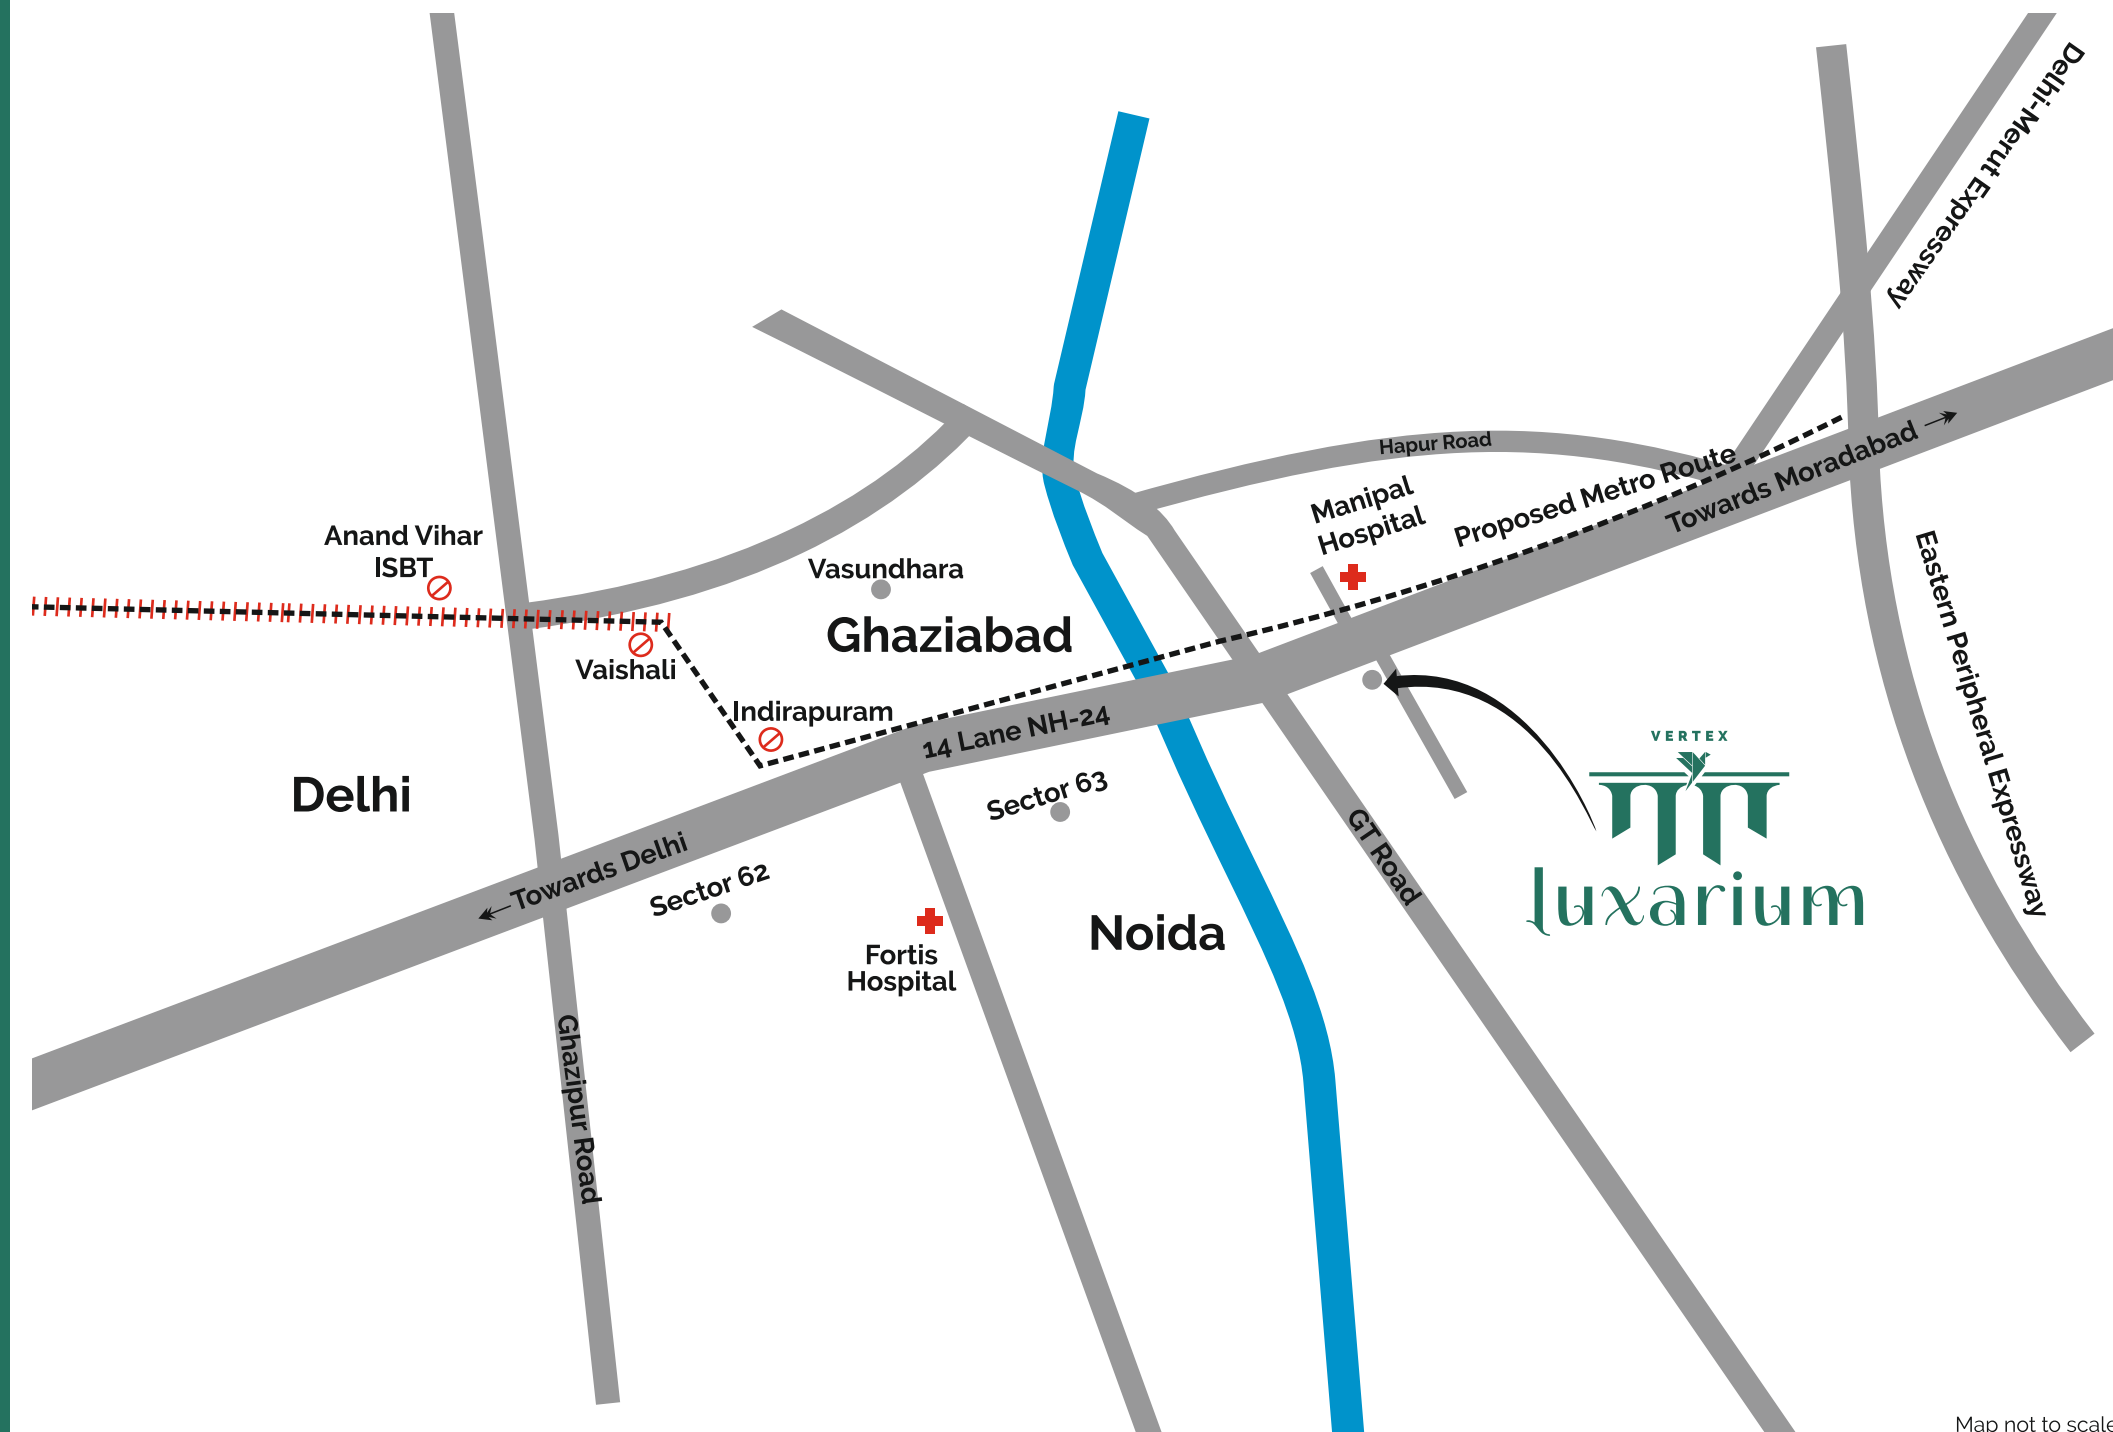 Delhi-Merut Expressway
Hapur Road
Manipal
Hospital
Proposed Metro Route
Towards Moradabad
Anand Vihar
ISBT
Vasundhara
Ghaziabad
Vaishali
Indirapuram
14 Lane NH-24
Eastern Peripheral Expressway
VERTEX
luxarium
Delhi
Sector 63
Towards Delhi
Sector 62
GT Road
Noida
Fortis
Hospital
Ghazipur Road
Map not to scale